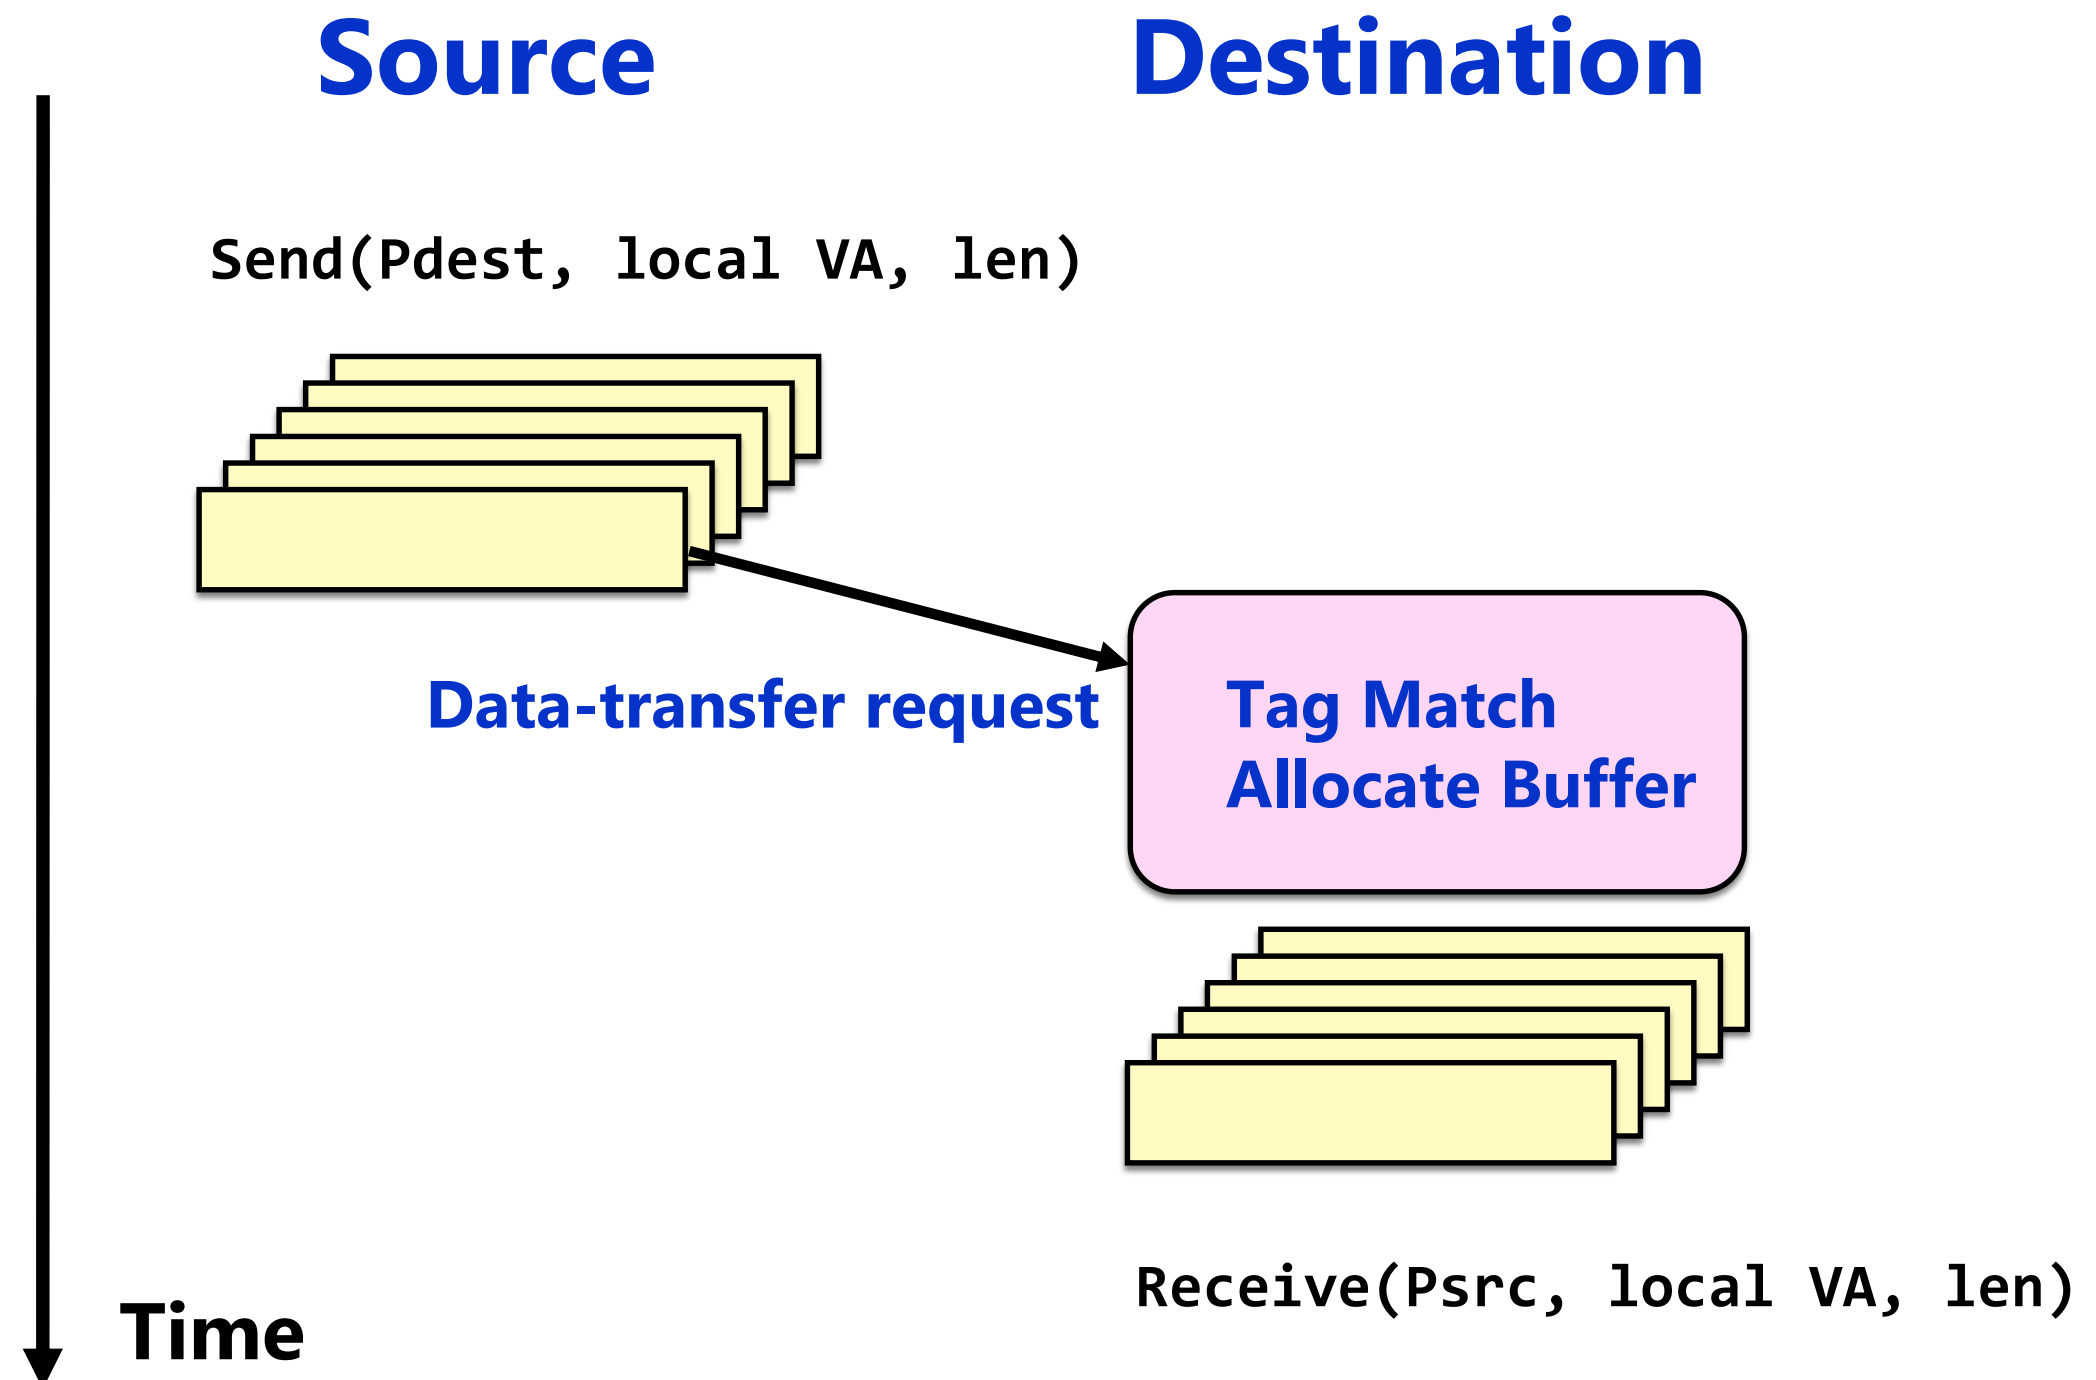 Source
Destination
Send(Pdest, local VA, len)
Data-transfer request
Tag Match
Allocate Buffer
Receive(Psrc, local VA, len)
Time